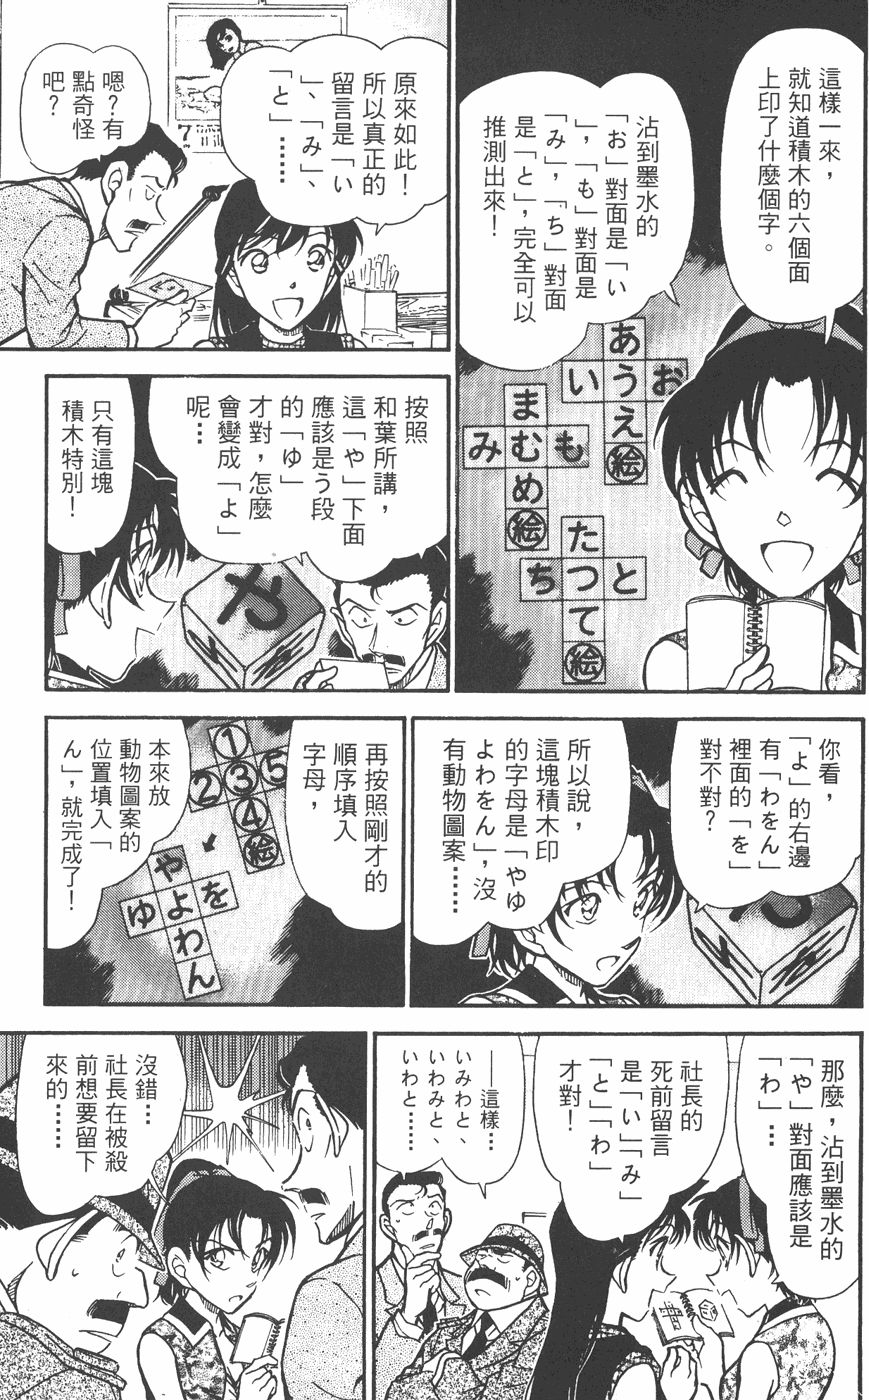 這樣一來，
就知道積木的六個面
上印了什麼個字。
沾到墨水的
「お」對面是「い
」，「も」對面是
「み」，「ち」對面
是「と」，完全可以
推測出來！
あ
いうお
え
絵
ま
みむも
め
絵
た
ちつと
て
絵
原來如此！
所以真正的
留言是「い
」、「み」、
「と」……
嗯？有
點奇怪
吧？
7
按照
和葉所講，
這「や」下面
應該是う段
的「ゆ」
才對，怎麼
會變成「よ」
呢…
只有這塊
積木特別！
や
你看，
「よ」的右邊
有「わをん」
裡面的「を」
對不對？
所以說，
這塊積木印
的字母是「やゆ
よわをん」，沒
有動物圖案……
再按照剛才的
順序填入
字母，
①
②③⑤
④
絵
や
ゆよを
わ
ん
本來放
動物圖案的
位置填入「
ん」，就完成了！
那麼，沾到墨水的
「や」對面應該是
「わ」…
社長的
死前留言
是「い」「み」
「と」「わ」
才對！
——這樣…
いみわと、
いわみと、
いわと……
沒錯…
社長在被殺
前想要留下
來的……